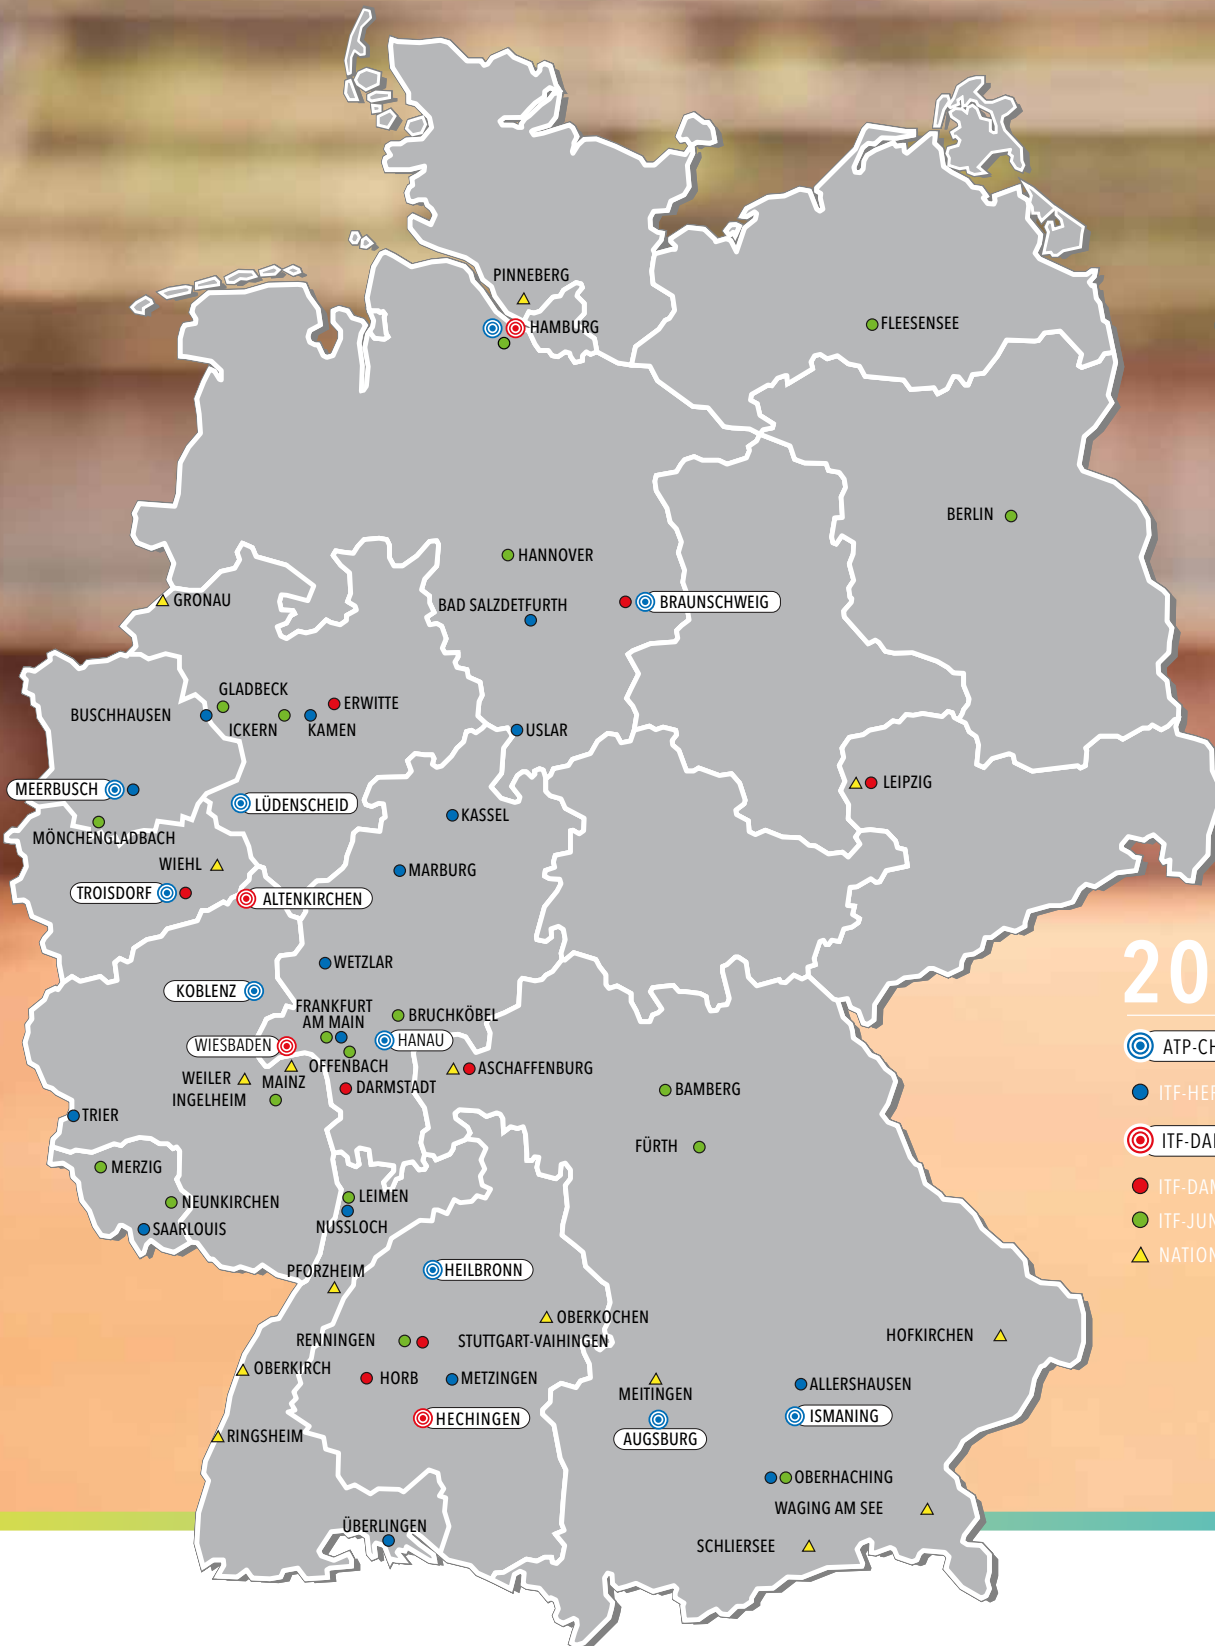 PINNEBERG
HAMBURG
FLEESENSEE
BERLIN
HANNOVER
GRONAU
BAD SALZDETFURTH
BRAUNSCHWEIG
GLADBECK
ERWITTE
BUSCHHAUSEN
ICKERN
KAMEN
USLAR
MEERBUSCH
LÜDENSCHEID
LEIPZIG
KASSEL
MÖNCHENGLADBACH
WIEHL
MARBURG
TROISDORF
ALTENKIRCHEN
WETZLAR
KOBLENZ
FRANKFURT
AM MAIN
BRUCHKÖBEL
WIESBADEN
HANAU
OFFENBACH
ASCHAFFENBURG
WEILER
MAINZ
DARMSTADT
INGELHEIM
BAMBERG
TRIER
FÜRTH
MERZIG
NEUNKIRCHEN
LEIMEN
SAARLOUIS
NUSSLOCH
PFORZHEIM
HEILBRONN
OBERKOCHEN
RENNINGEN
STUTTGART-VAIHINGEN
HOFKIRCHEN
OBERKIRCH
HORB
METZINGEN
MEITINGEN
ALLERSHAUSEN
HECHINGEN
ISMANING
RINGSHEIM
AUGSBURG
OBERHACHING
WAGING AM SEE
ÜBERLINGEN
SCHLIERSEE
20
ATP-CH
ITF-HER
ITF-DA
ITF-DAM
ITF-JUN
NATION